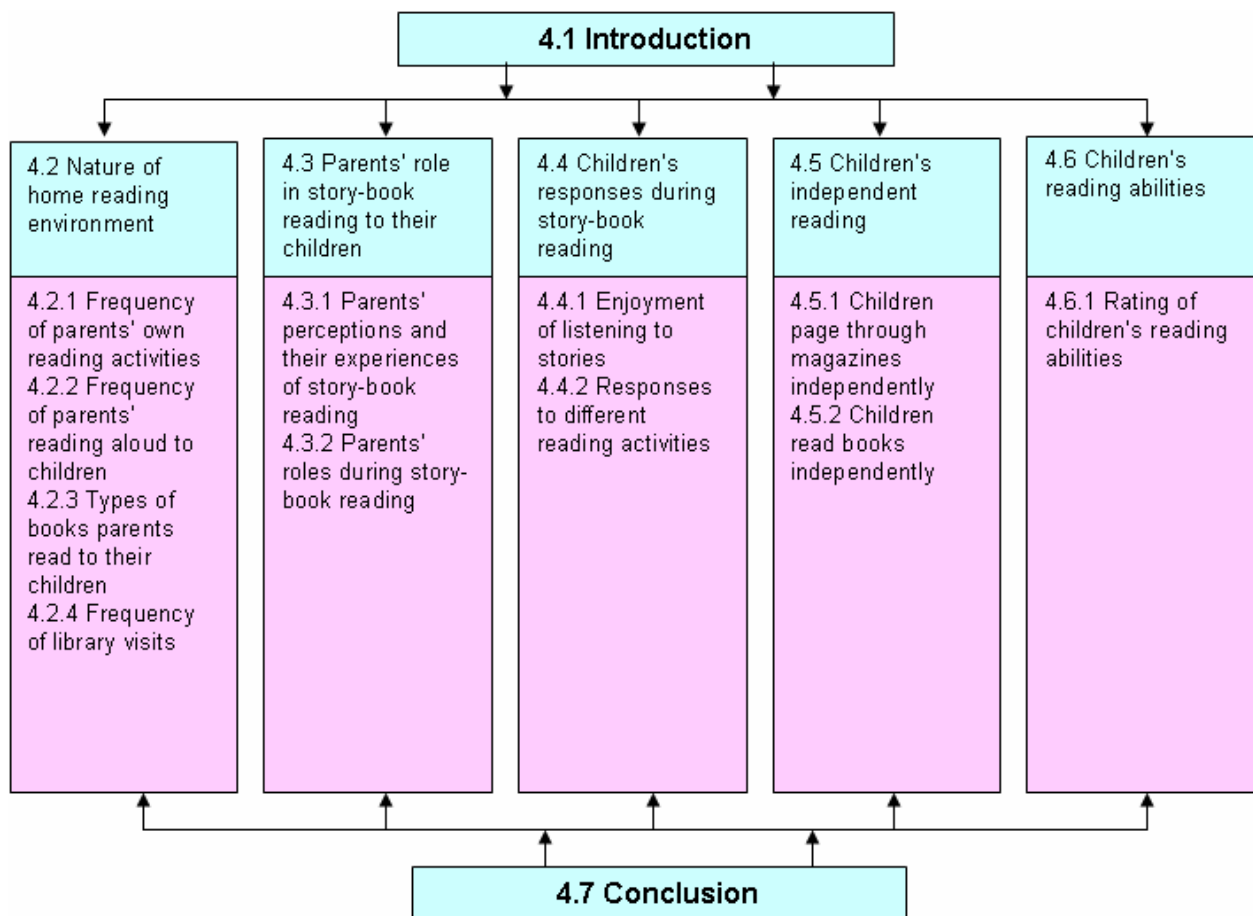 4.1 Introduction
4.2 Nature of
home reading
environment
4.2.1 Frequency
of parents' own
reading activities
4.2.2 Frequency
of parents'
reading aloud to
children
4.2.3 Types of
books parents
read to their
children
4.2.4 Frequency
of library visits
4.3 Parents' role
in story-book
reading to their
children
4.3.1 Parents'
perceptions and
their experiences
of story-book
reading
4.3.2 Parents'
roles during story-
book reading
4.4 Children's
responses during
story-book
reading
4.4.1 Enjoyment
of listening to
stories
4.4.2 Responses
to different
reading activities
4.5 Children's
independent
reading
4.5.1 Children
page through
magazines
independently
4.5.2 Children
read books
independently
4.6 Children's
reading abilities
4.6.1 Rating of
children's reading
abilities
4.7 Conclusion